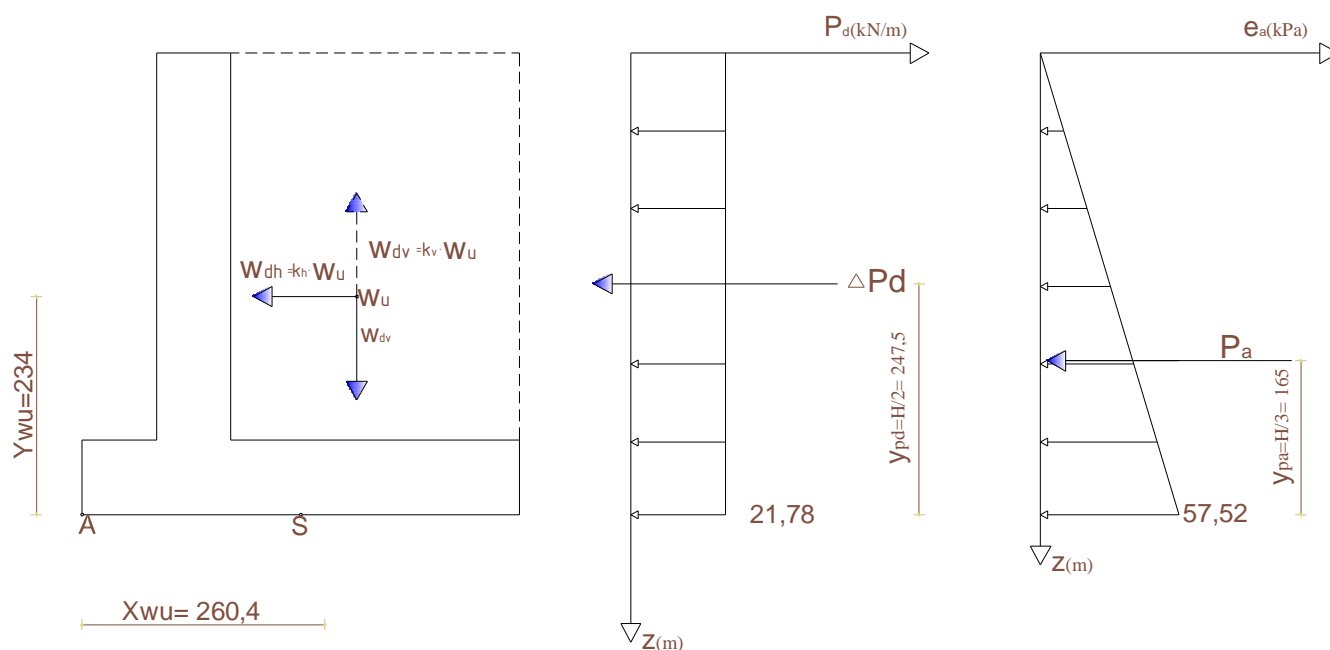 Pd(kN/m)
ea(kPa)
Wdv =kv· Wu
Wdh =kh· Wu
Wu
Wdv
△Pd
Pa
Ywu=234
ypd=H/2= 247,5
ypa=H/3= 165
A
S
21,78
57,52
z(m)
Xwu= 260,4
z(m)